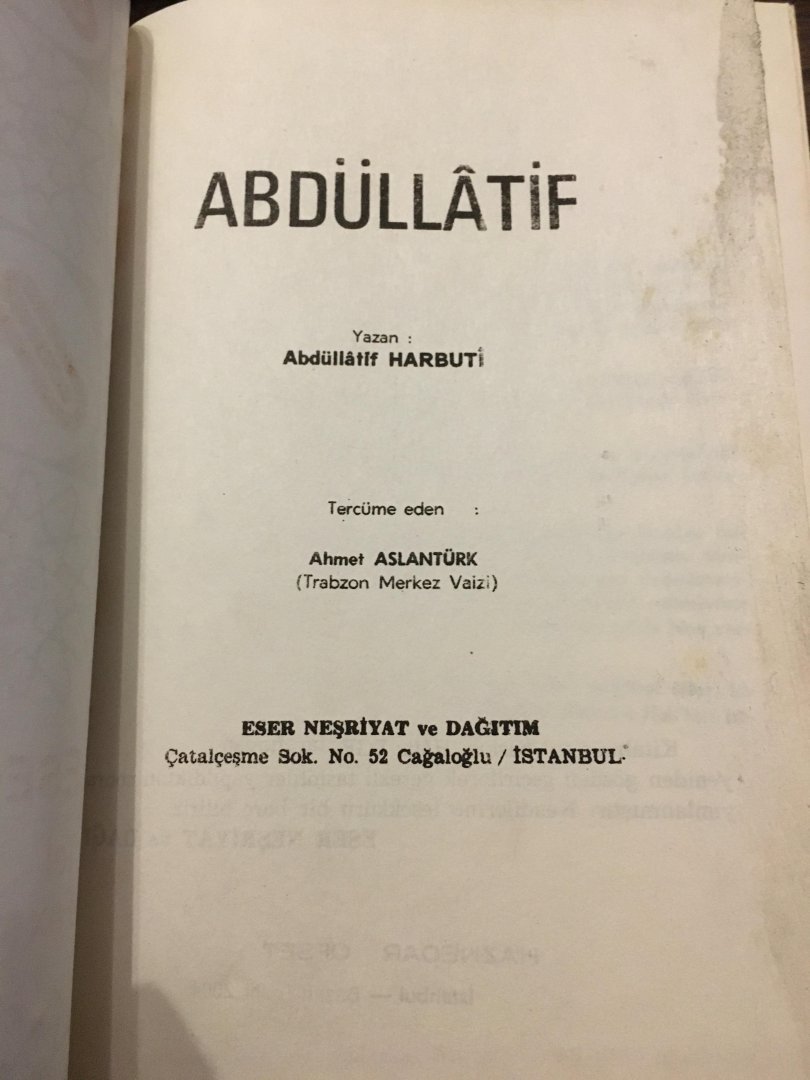 ABDÜLLÂTİF
Yazan :
Abdüllâtif HARBUTİ
Tercüme eden :
Ahmet ASLANTÜRK
(Trabzon Merkez Vaizi)
ESER NEŞRİYAT ve DAĞITIM
Çatalçeşme Sok. No. 52 Cağaloğlu / İSTANBUL